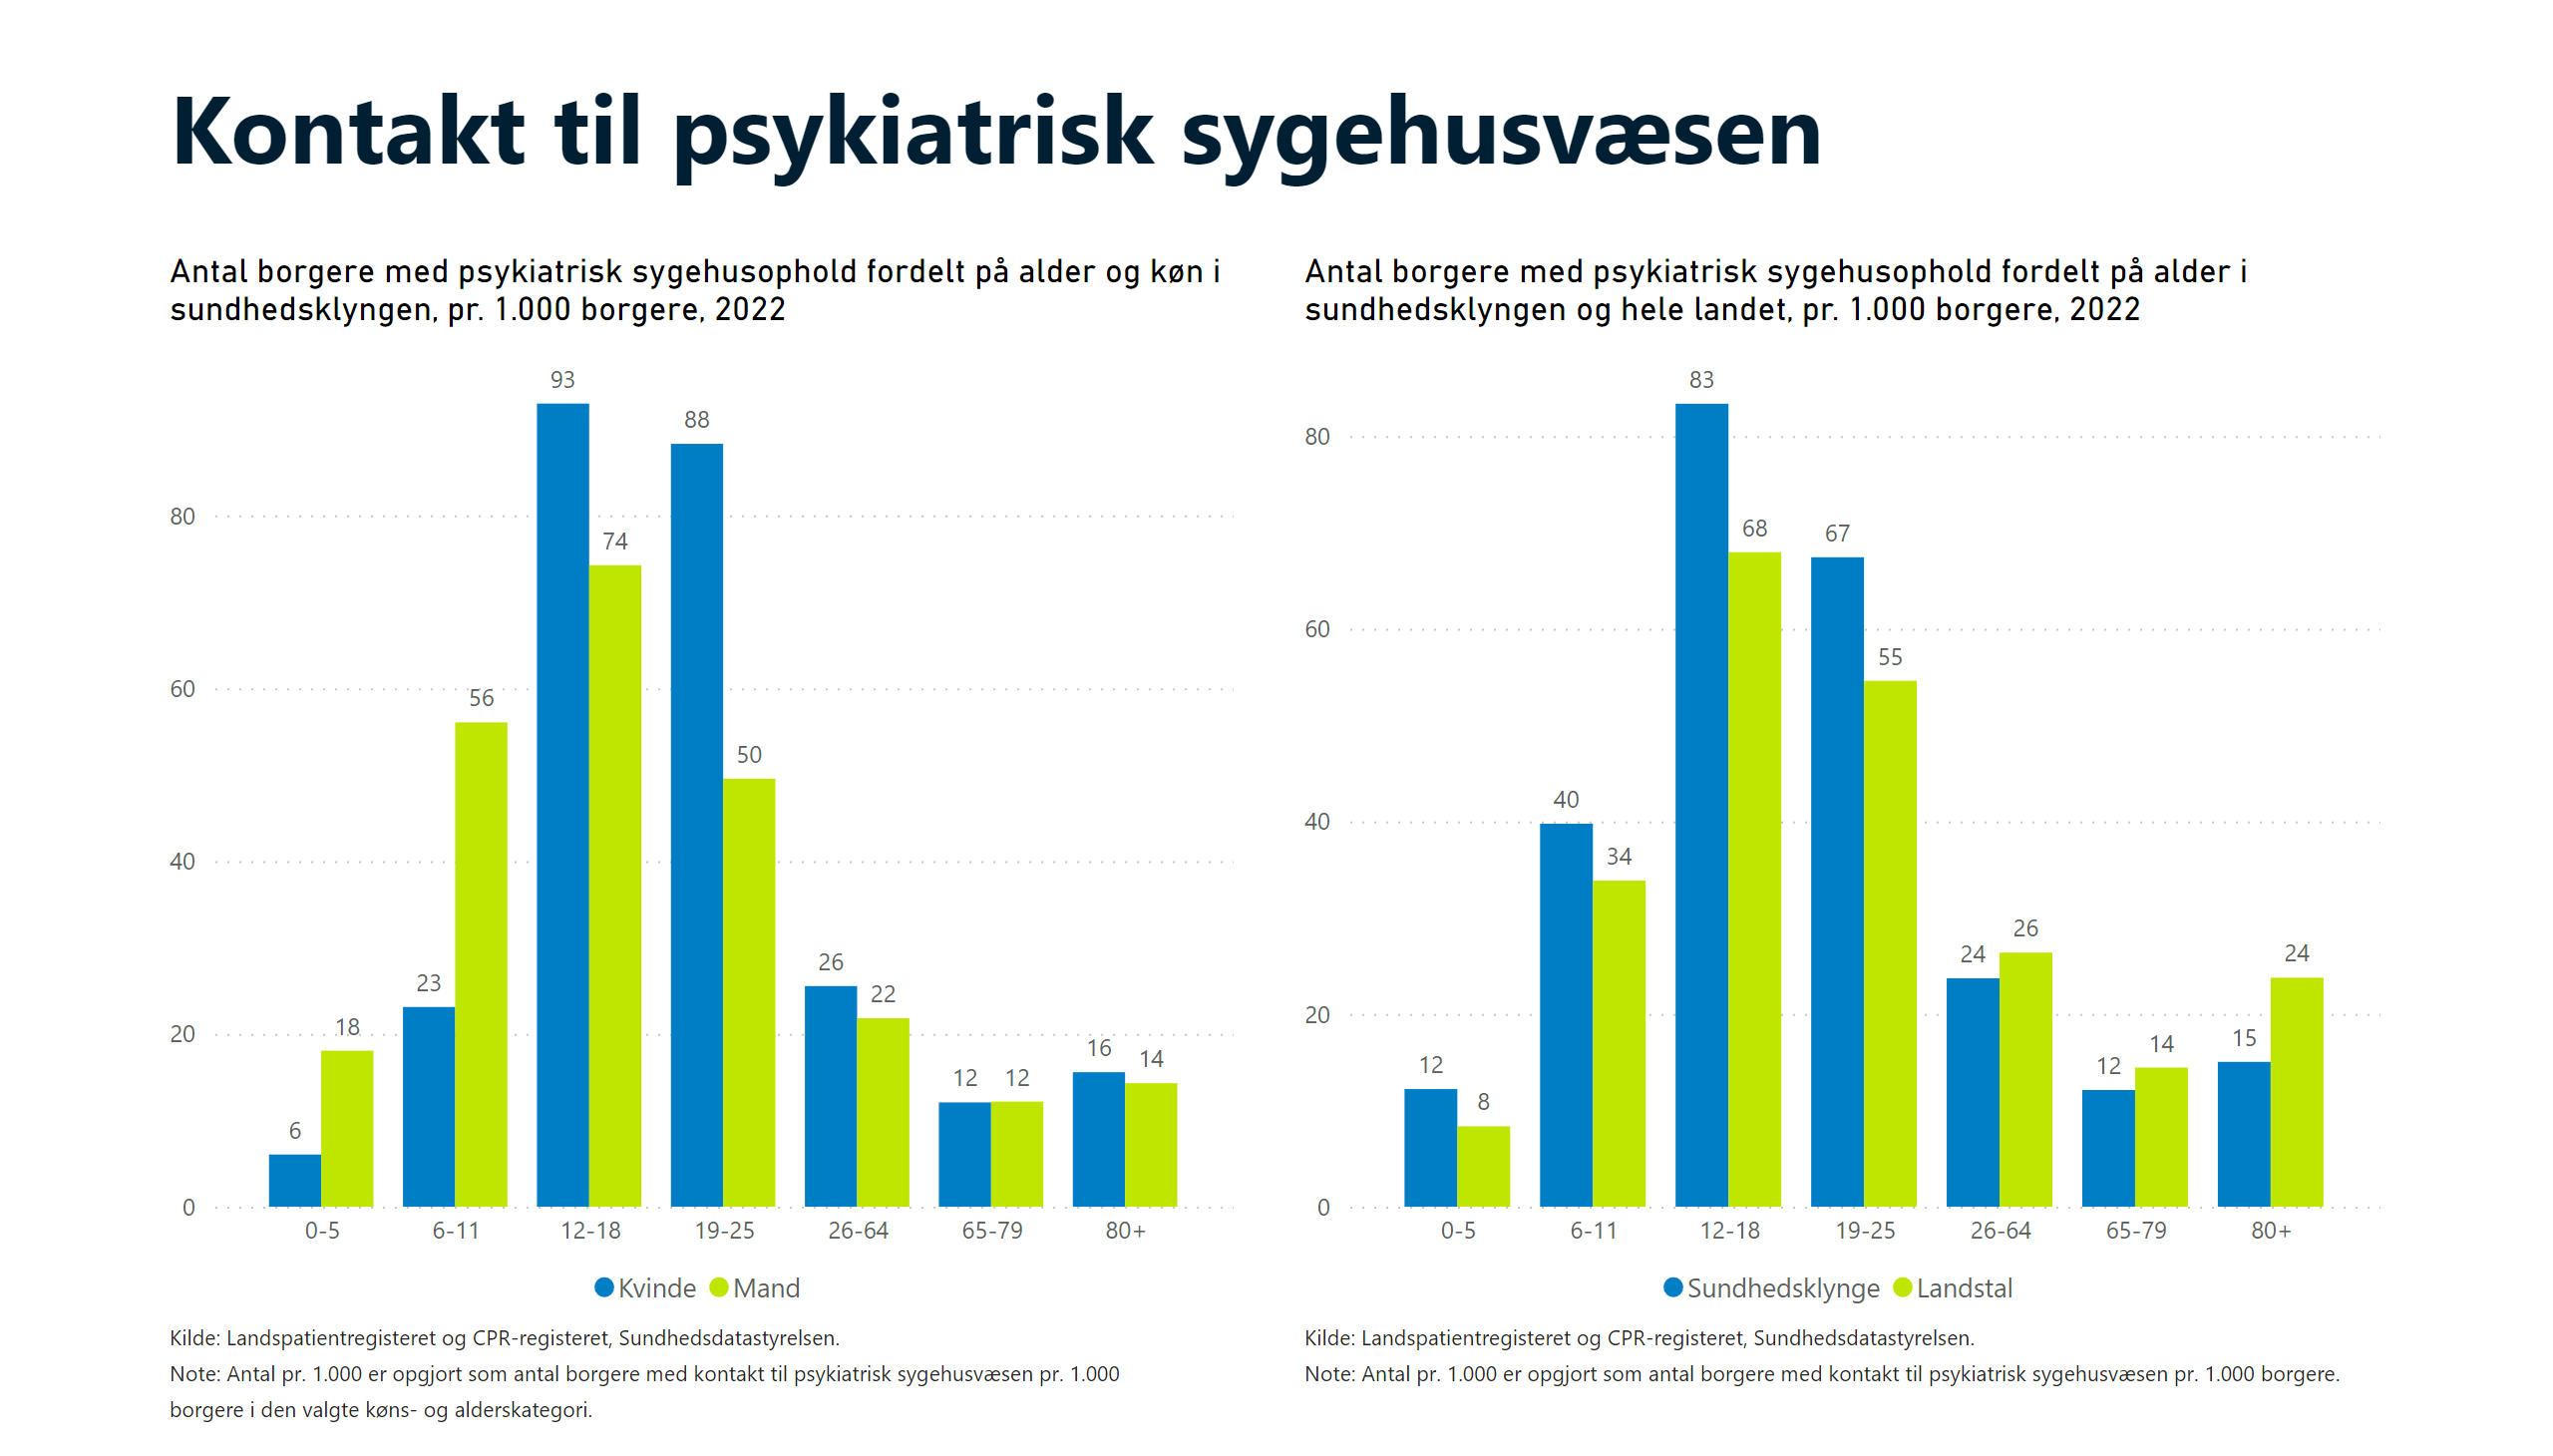 Kontakt til psykiatrisk sygehusvæsen
Antal borgere med psykiatrisk sygehusophold fordelt på alder og køn i
sundhedsklyngen, pr. 1.000 borgere, 2022
93
88
80
74
60
56
50
40
26
23
22
20
18
16
14
12 12
6
0
0-5 6-11 12-18 19-25 26-64 65-79 80+
Kvinde Mand
Kilde: Landspatientregisteret og CPR-registeret, Sundhedsdatastyrelsen.
Note: Antal pr. 1.000 er opgjort som antal borgere med kontakt til psykiatrisk sygehusvæsen pr. 1.000
borgere i den valgte køns- og alderskategori.
Antal borgere med psykiatrisk sygehusophold fordelt på alder i
sundhedsklyngen og hele landet, pr. 1.000 borgere, 2022
83
80
68
67
60
55
40
40
34
26
24
24
20
15
14
12
12
8
0
0-5 6-11 12-18 19-25 26-64 65-79 80+
Sundhedsklynge Landstal
Kilde: Landspatientregisteret og CPR-registeret, Sundhedsdatastyrelsen.
Note: Antal pr. 1.000 er opgjort som antal borgere med kontakt til psykiatrisk sygehusvæsen pr. 1.000 borgere.